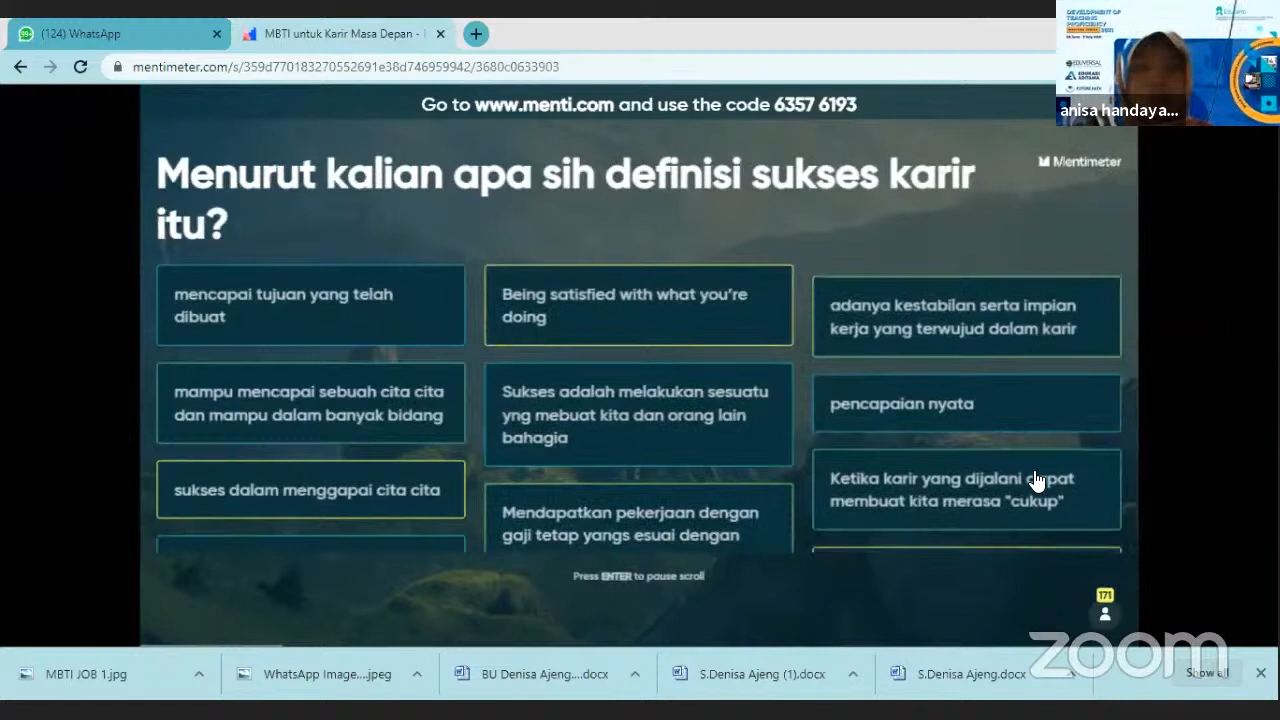 (124) WhatsApp
MBTI untuk Karir Masa Depan -
mentimeter.com/s/
Go to www.menti.com and use the code 6357 6193
Menurut kalian apa sih definisi sukses karir
itu?
Mentimeter
mencapai tujuan yang telah
dibuat
mampu mencapai sebuah cita cita
dan mampu dalam banyak bidang
sukses dalam menggapai cita cita
Being satisfied with what you're
doing
Sukses adalah melakukan sesuatu
yng mebuat kita dan orang lain
bahagia
Mendapatkan pekerjaan dengan
gaji tetap yangs esuai dengan
adanya kestabilan serta impian
kerja yang terwujud dalam karir
pencapaian nyata
Ketika karir yang dijalani dapat
membuat kita merasa "cukup"
Press ENTER to pause scroll
171
DEVELOPMENT OF
TEACHING
PROFICIENCY
EDUVERSAL
anisa handaya...
MBTI JOB 1.jpg
WhatsApp Image....jpeg
BU Denisa Ajeng....docx
S.Denisa Ajeng (1).docx
S.Denisa Ajeng.docx
Show all
zoom